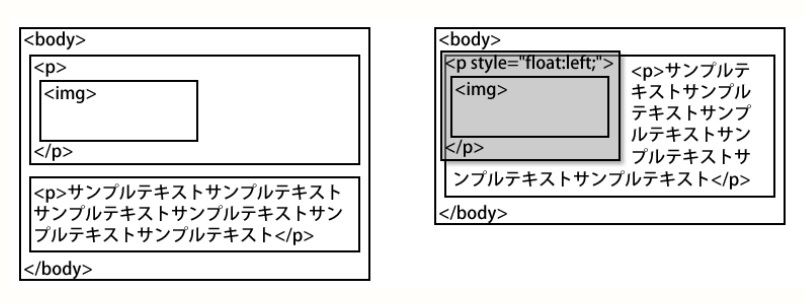 <body>
<p>
<img>
</p>
<p>サンプルテキストサンプルテキスト
サンプルテキストサンプルテキストサン
プルテキストサンプルテキスト</p>
</body>
<body>
<p style="float:left;">
<img>
</p>
<p>サンプルテ
キストサンプル
テキストサンプ
ルテキストサン
プルテキストサ
ンプルテキストサンプルテキスト</p>
</body>